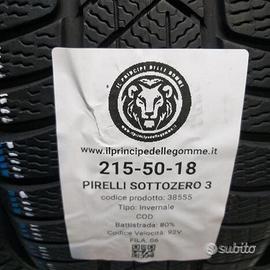 IL PRINCIPE DELLE GOMME
www.ilprincipedellegomme.it
215-50-18
PIRELLI SOTTOZERO 3
codice prodotto: 38555
Tipo: Invernale
COD
Battistrada: 80%
Codice Velocità: 92V
FILA: 06
subito